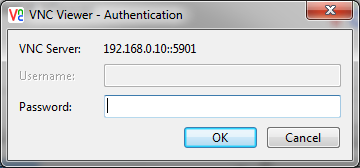 VNC Viewer - Authentication
VNC Server: 192.168.0.10::5901
Username:
Password:
OK Cancel